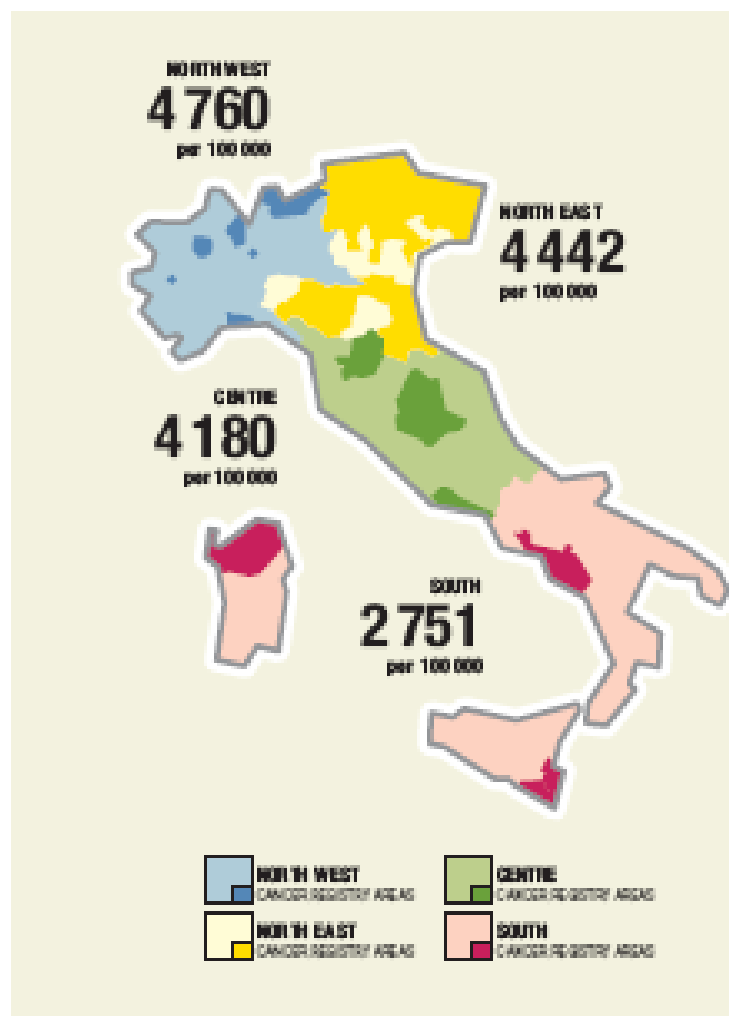 NORTH WEST
4 760
per 100 000
NORTH EAST
4 442
per 100 000
CENTRE
4 180
per 100 000
SOUTH
2 751
per 100 000
NORTH WEST
CANCER REGISTRY AREAS
CENTRE
CANCER REGISTRY AREAS
NORTH EAST
CANCER REGISTRY AREAS
SOUTH
CANCER REGISTRY AREAS